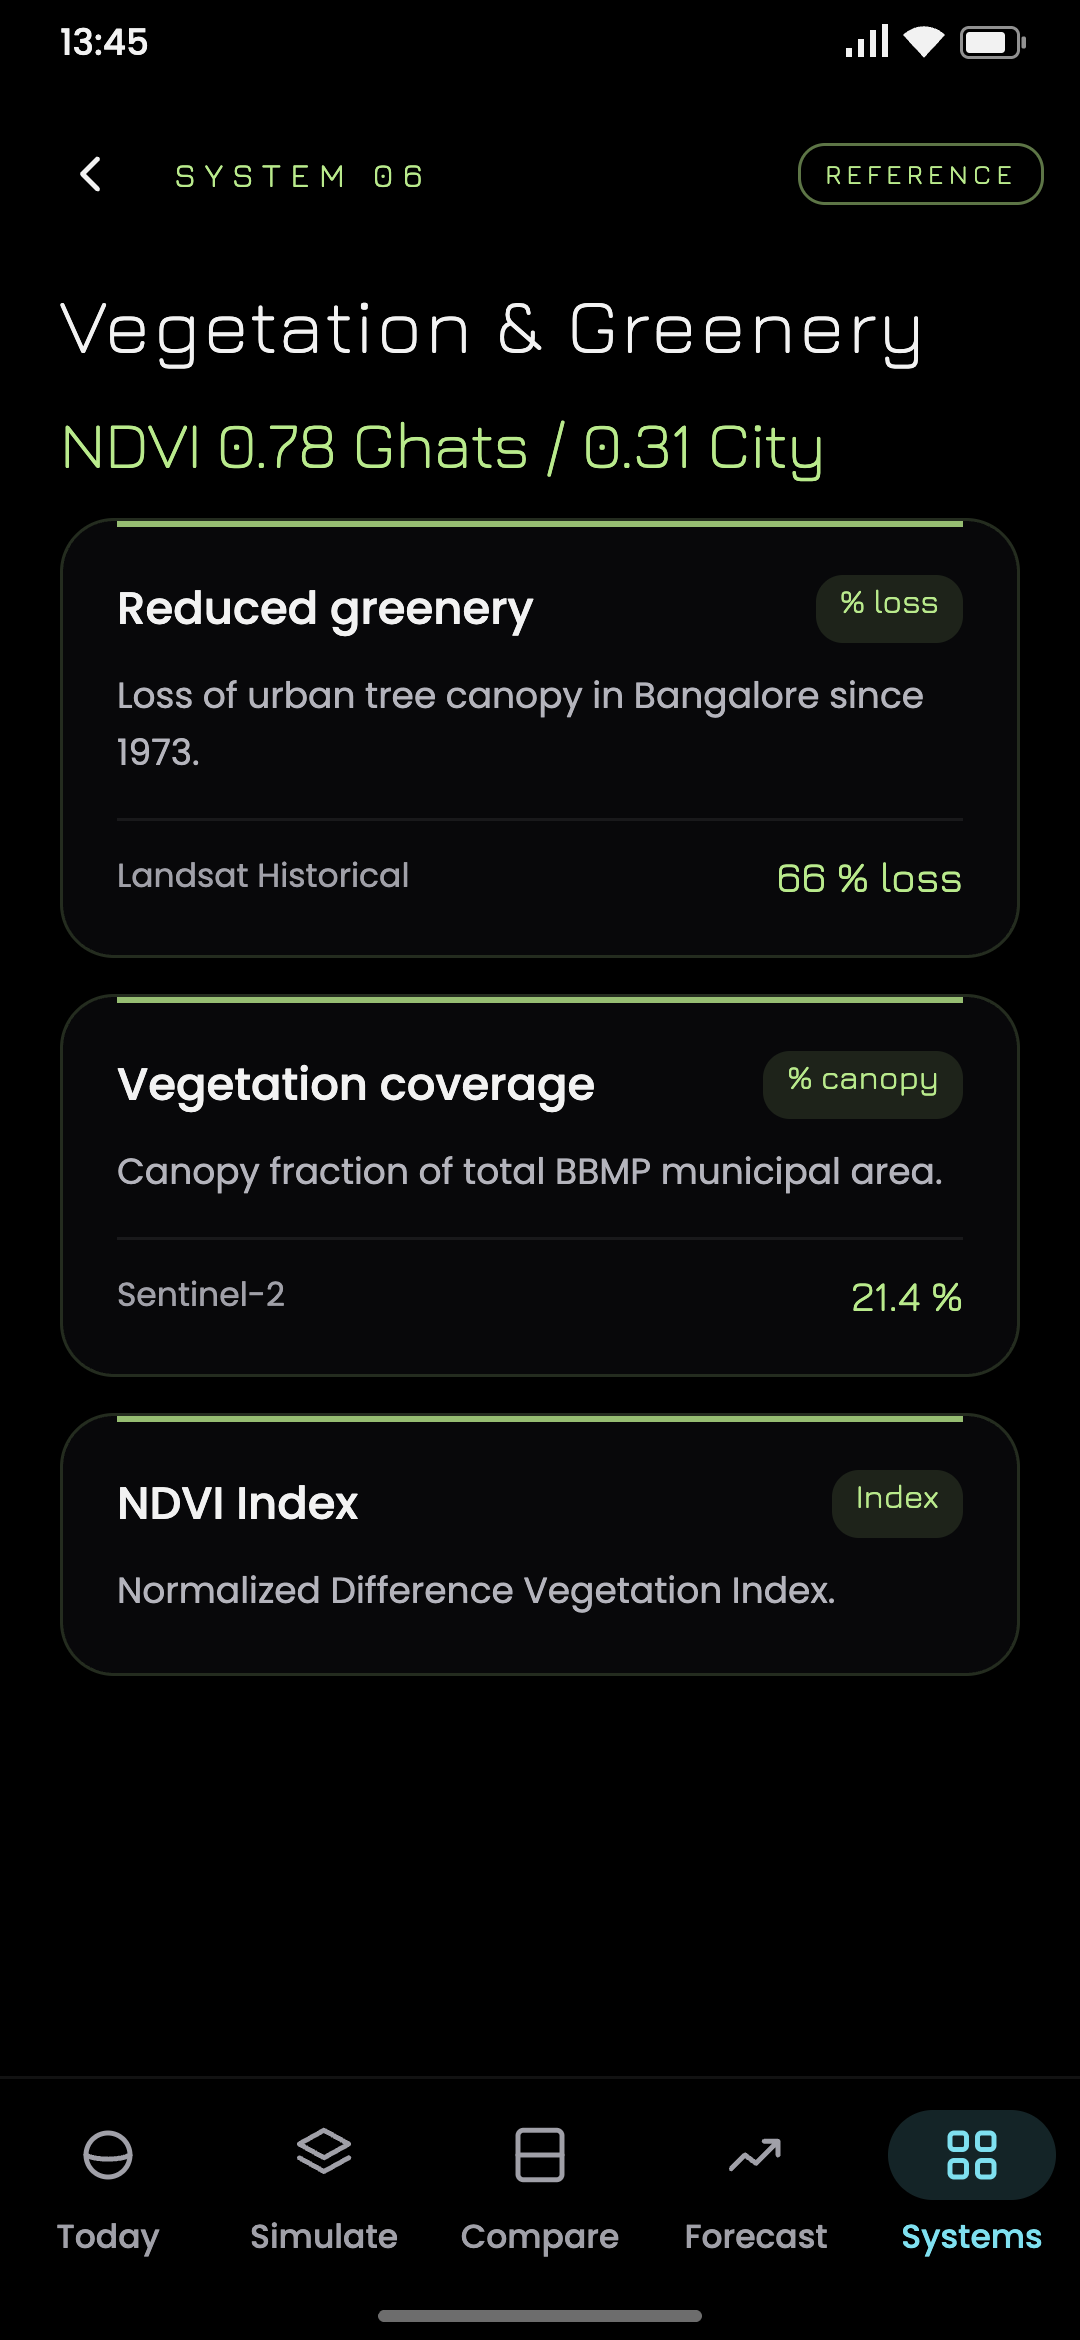 13:45
SYSTEM 06
REFERENCE
Vegetation & Greenery
NDVI 0.78 Ghats / 0.31 City
Reduced greenery
% loss
Loss of urban tree canopy in Bangalore since
1973.
Landsat Historical
66 % loss
Vegetation coverage
% canopy
Canopy fraction of total BBMP municipal area.
Sentinel-2
21.4 %
NDVI Index
Index
Normalized Difference Vegetation Index.
Today
Simulate
Compare
Forecast
Systems